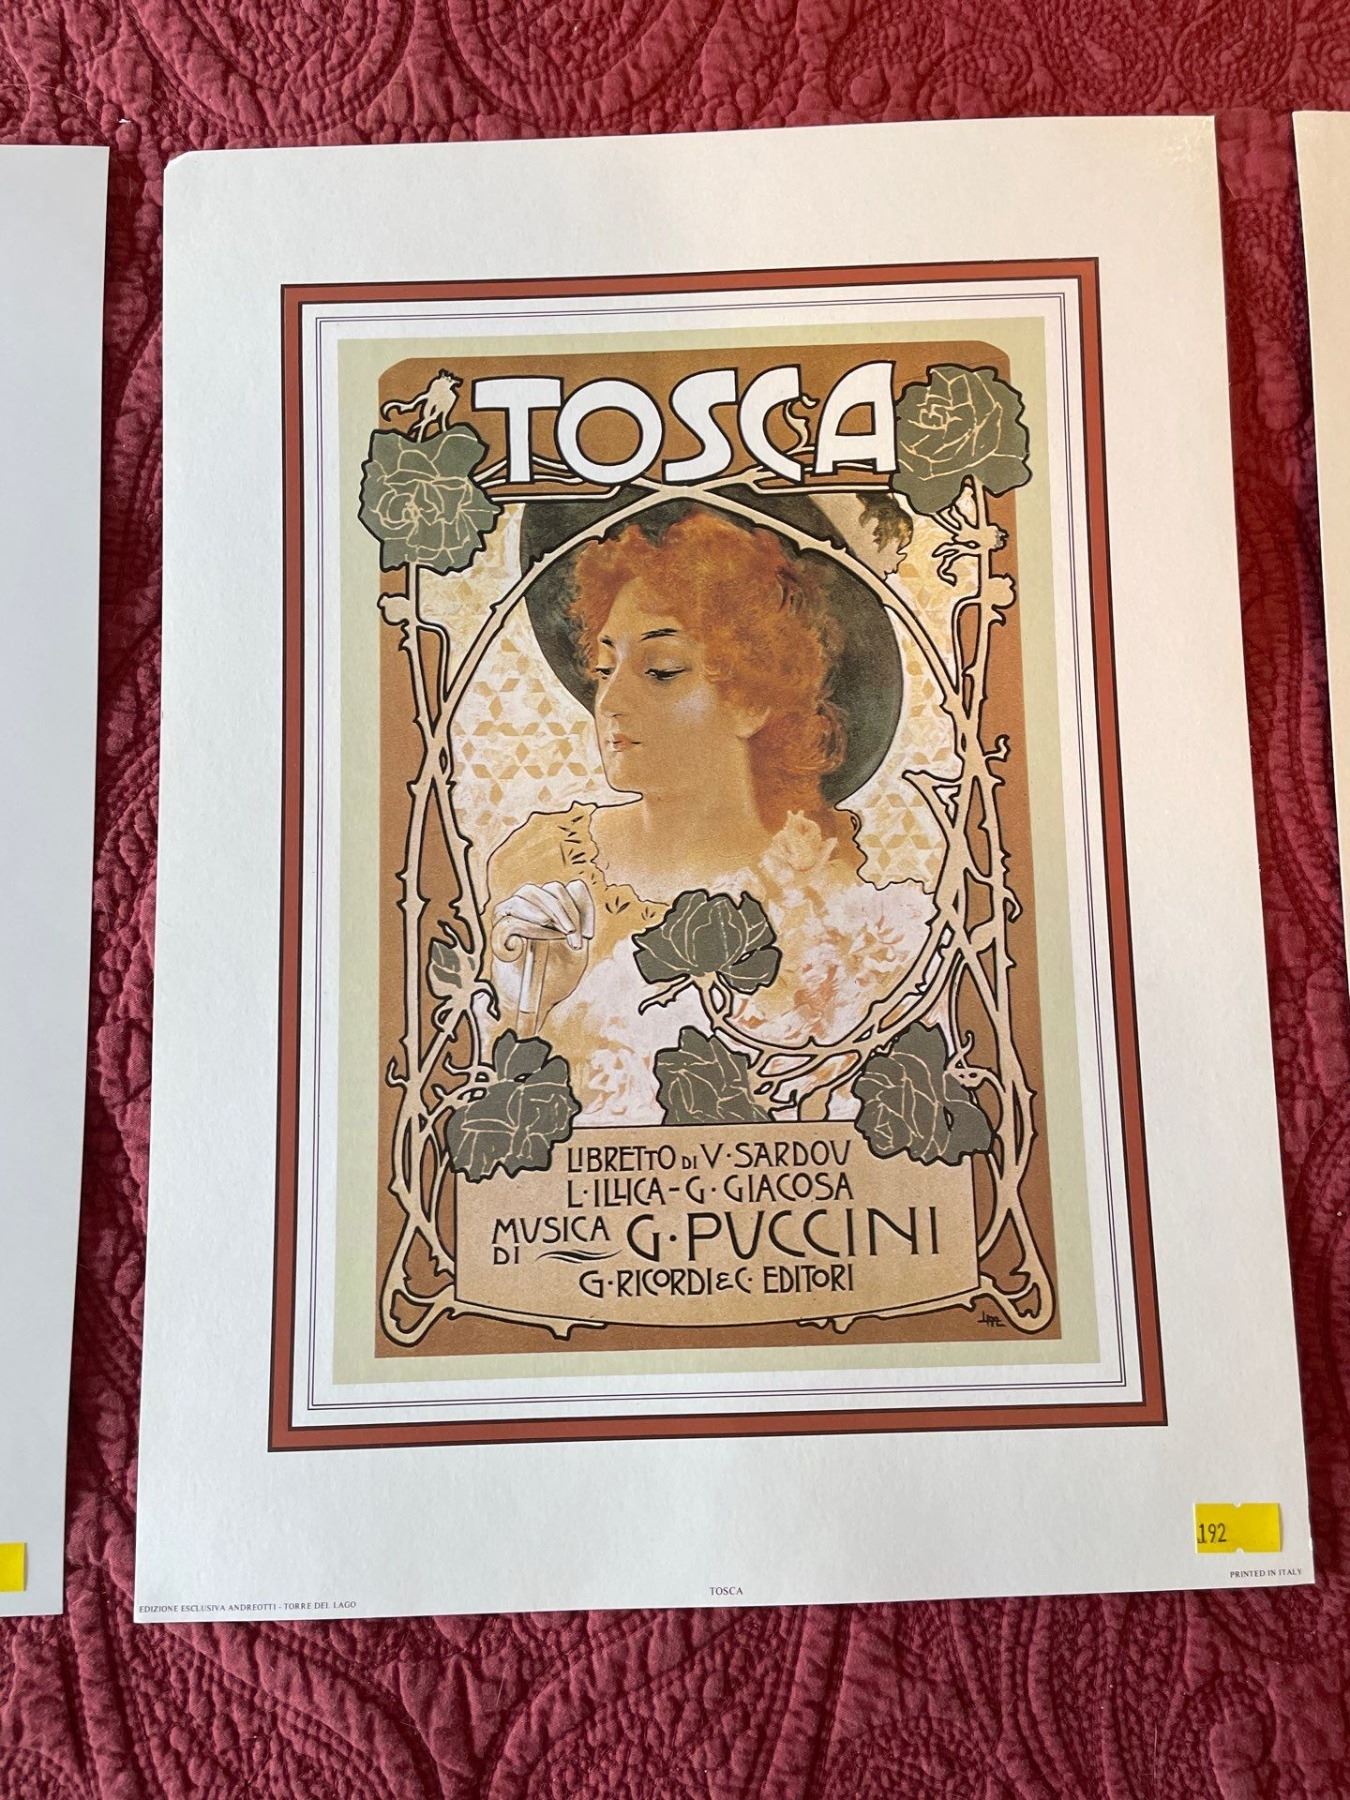 TOSCA
LIBRETTO DI V·SARDOU
L·ILLICA-G·GIACOSA
MUSICA DI G·PUCCINI
G·RICORDI&C· EDITORI
192
PRINTED IN ITALY
TOSCA
EDIZIONE ESCLUSIVA ANDREOTTI - TORRE DEL LAGO